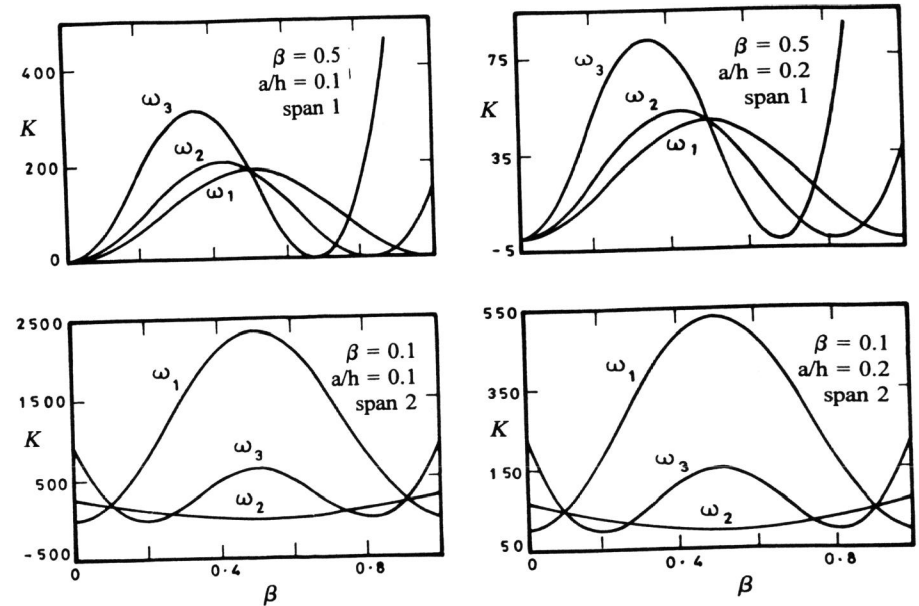 400
200
0
K
β = 0.5
a/h = 0.1
span 1
ω3
ω2
ω1
75
35
-5
K
β = 0.5
a/h = 0.2
span 1
ω3
ω2
ω1
2500
1500
500
-500
K
β = 0.1
a/h = 0.1
span 2
ω1
ω3
ω2
0 0.4 0.8
β
550
350
150
50
K
β = 0.1
a/h = 0.2
span 2
ω1
ω3
ω2
0 0.4 0.8
β